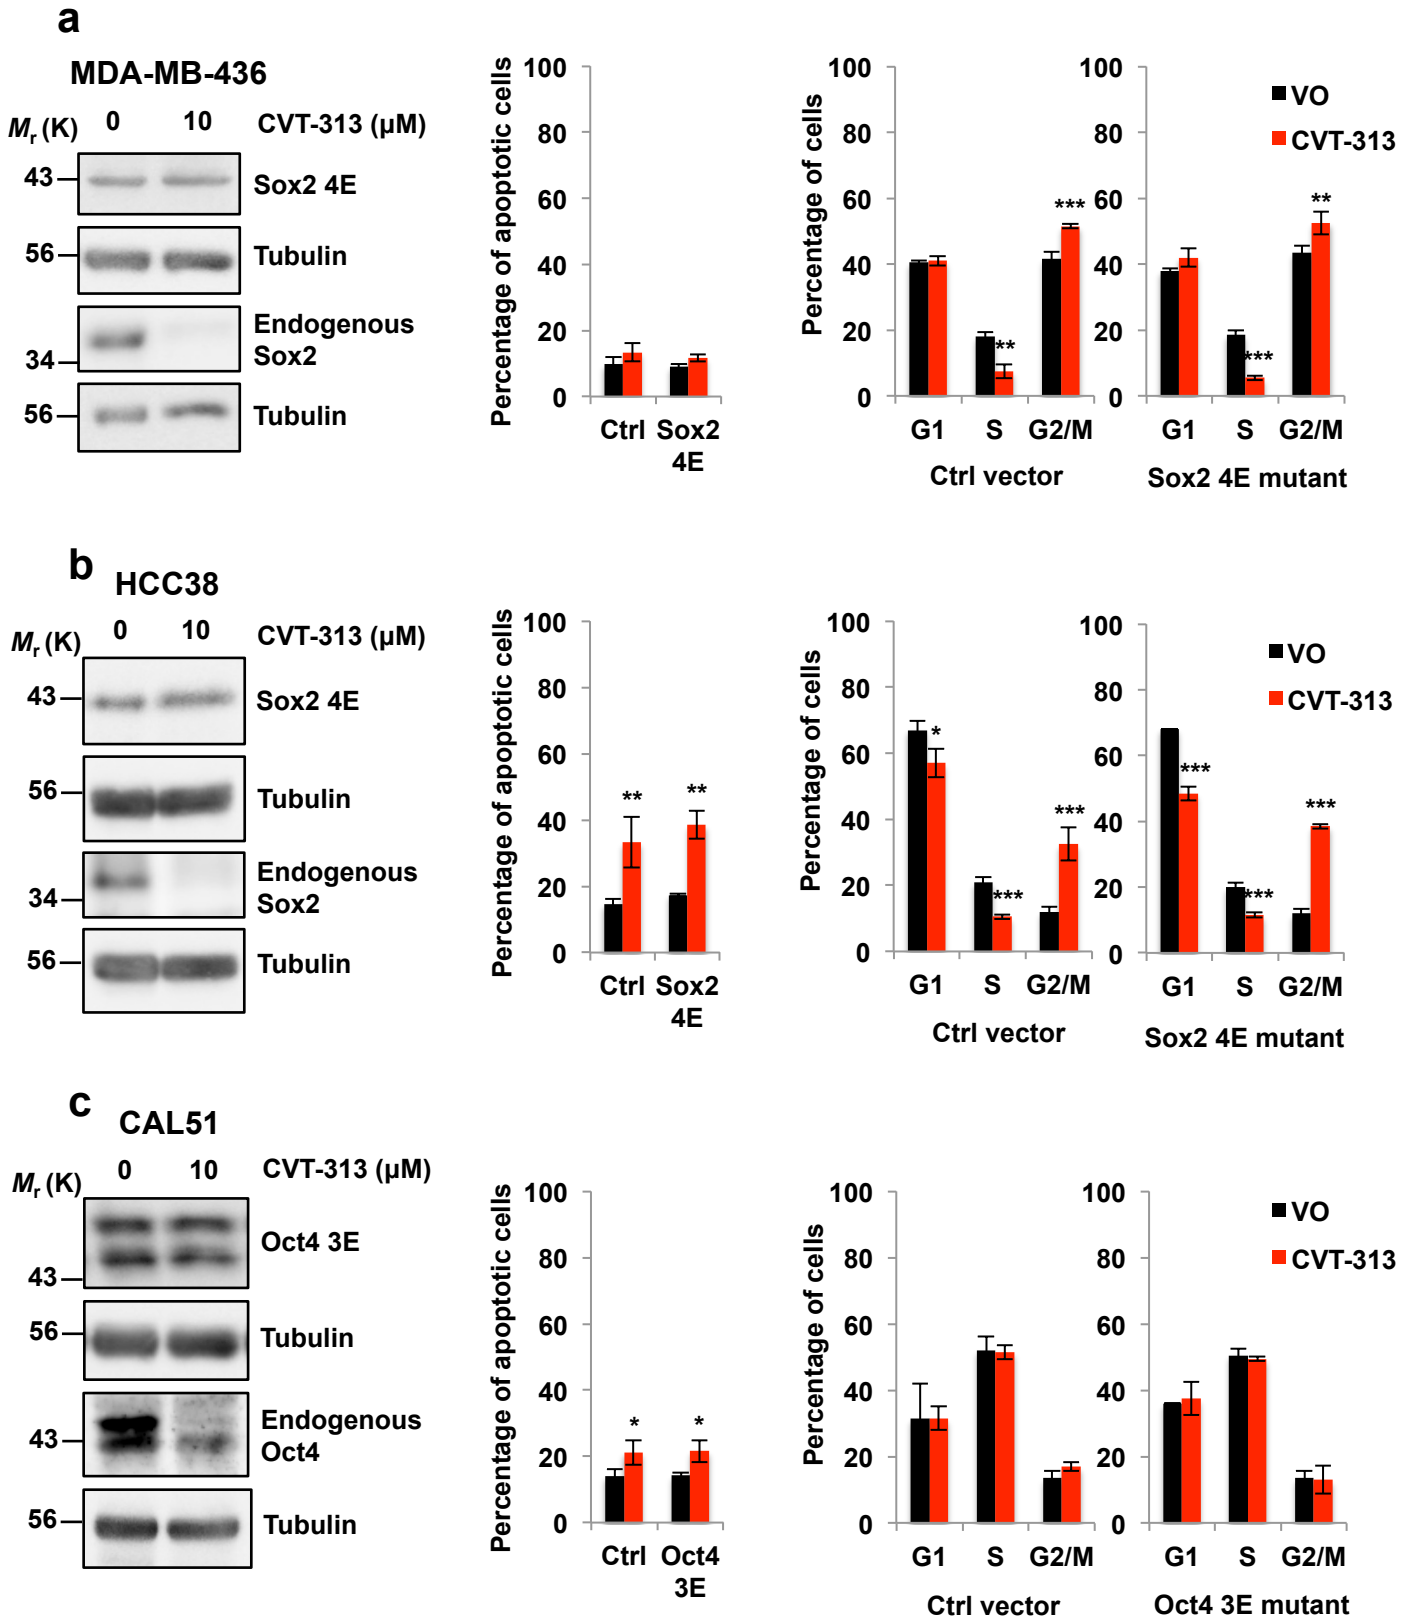 a
MDA-MB-436
Mr (K) 0 10 CVT-313 (µM)
43 Sox2 4E
56 Tubulin
Endogenous
34 Sox2
56 Tubulin
Percentage of apoptotic cells
100
80
60
40
20
0
Ctrl Sox2
4E
Percentage of cells
100
80
60
40
20
0
** ***
G1 S G2/M
Ctrl vector
100
80
60
40
20
0
*** **
G1 S G2/M
Sox2 4E mutant
VO
CVT-313
b
HCC38
Mr (K) 0 10 CVT-313 (µM)
43 Sox2 4E
56 Tubulin
Endogenous
34 Sox2
56 Tubulin
Percentage of apoptotic cells
100
80
60
40
20
0
** **
Ctrl Sox2
4E
Percentage of cells
100
80
60
40
20
0
* *** ***
G1 S G2/M
Ctrl vector
100
80
60
40
20
0
*** *** ***
G1 S G2/M
Sox2 4E mutant
VO
CVT-313
c
CAL51
Mr (K) 0 10 CVT-313 (µM)
Oct4 3E
43
56 Tubulin
Endogenous
43 Oct4
56 Tubulin
Percentage of apoptotic cells
100
80
60
40
20
0
* *
Ctrl Oct4
3E
Percentage of cells
100
80
60
40
20
0
G1 S G2/M
Ctrl vector
100
80
60
40
20
0
G1 S G2/M
Oct4 3E mutant
VO
CVT-313